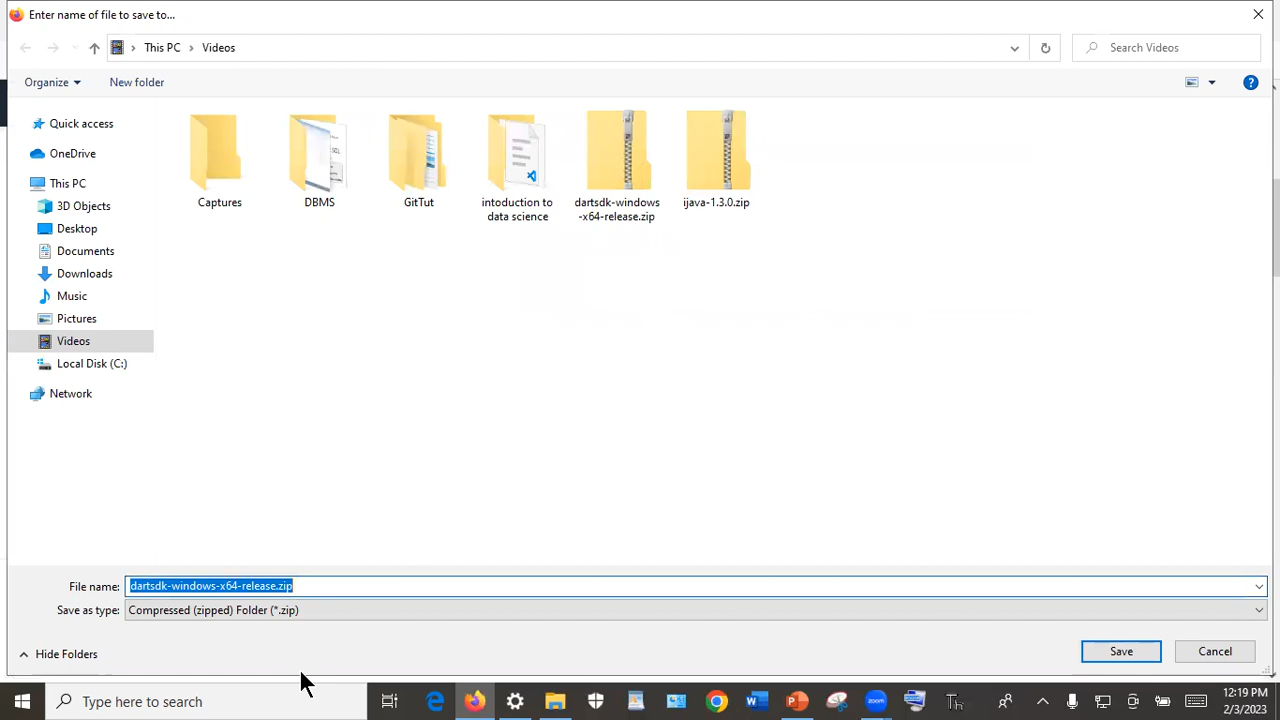 Enter name of file to save to...
This PC
Videos
Search Videos
Organize
New folder
Quick access
OneDrive
This PC
3D Objects
Desktop
Documents
Downloads
Music
Pictures
Videos
Local Disk (C:)
Network
Captures
DBMS
GitTut
intoduction to
data science
dartsdk-windows
-x64-release.zip
ijava-1.3.0.zip
File name:
dartsdk-windows-x64-release.zip
Save as type:
Compressed (zipped) Folder (*.zip)
Hide Folders
Save
Cancel
Type here to search
zoom
12:19 PM
2/3/2023